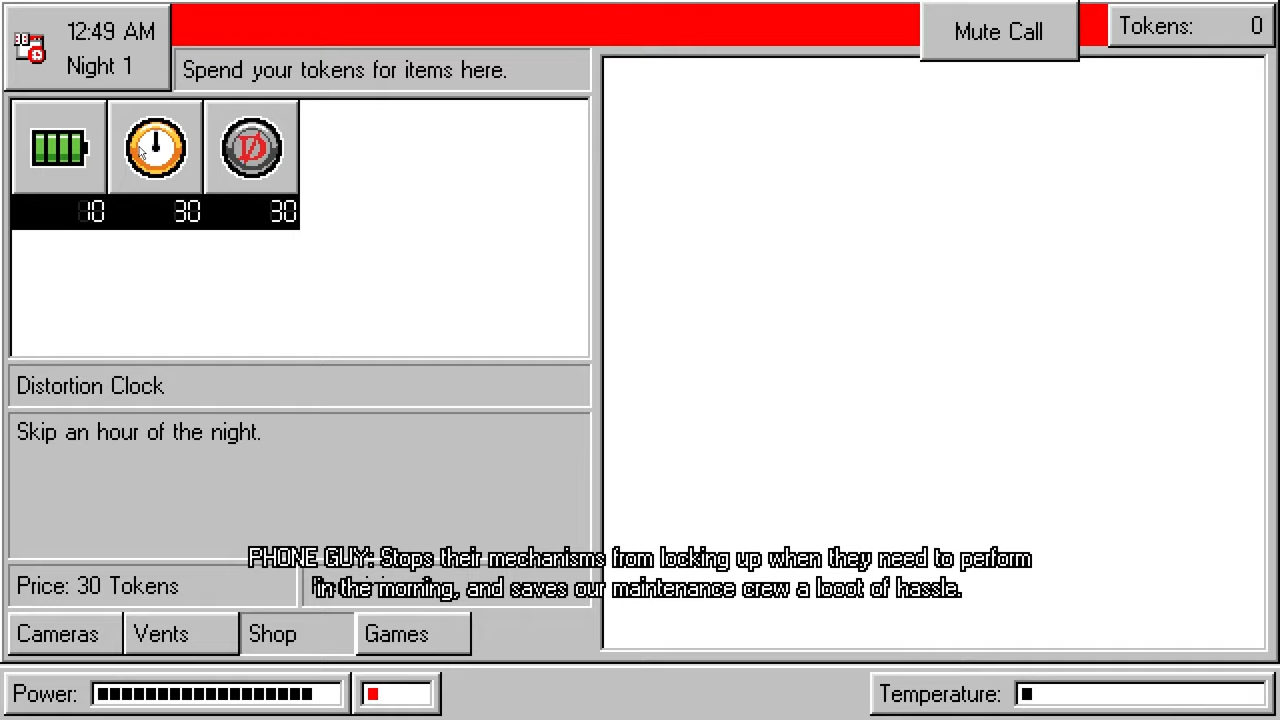 12:49 AM
Night 1
Mute Call
Tokens: 0
Spend your tokens for items here.
10 30 30
Distortion Clock
Skip an hour of the night.
PHONE GUY: Stops their mechanisms from locking up when they need to perform
in the morning, and saves our maintenance crew a looot of hassle.
Price: 30 Tokens
Cameras Vents Shop Games
Power:
Temperature: